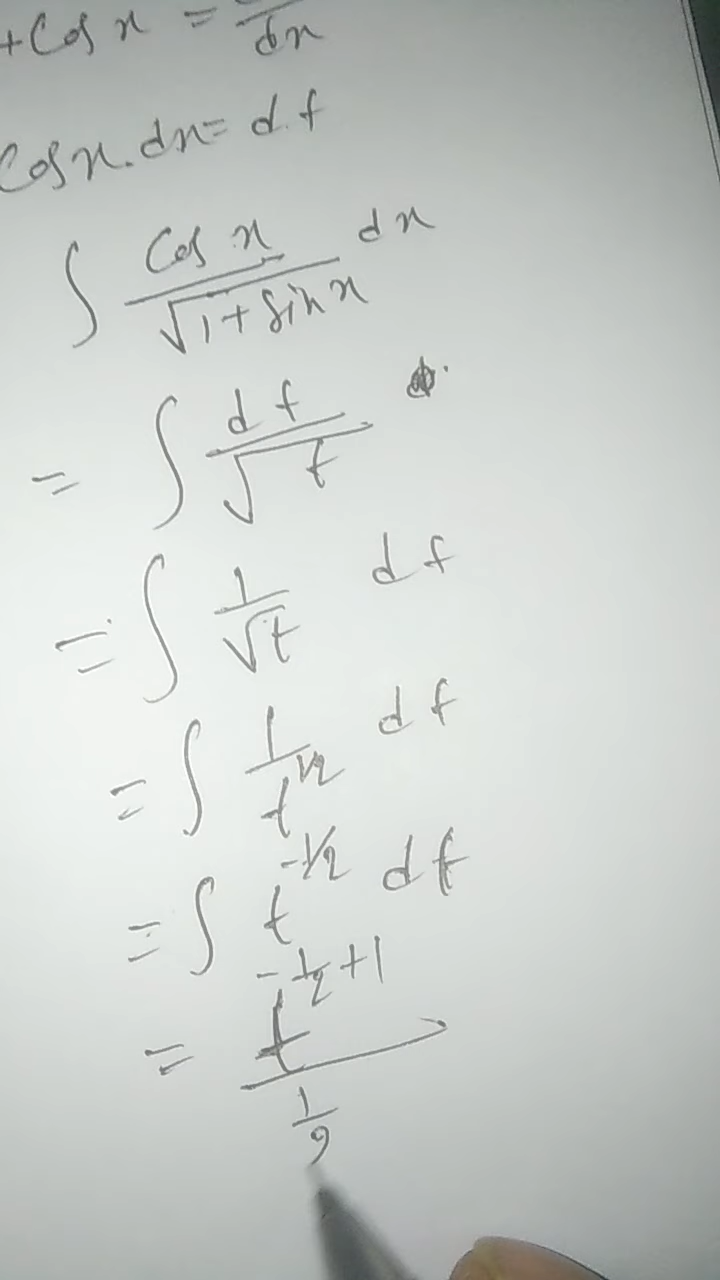 + Cos x = /dx
Cos x. dx = dt
∫ Cos x/√(1 + Sin x) dx
= ∫ dt/√t
= ∫ 1/√t dt
= ∫ 1/t^(1/2) dt
= ∫ t^(-1/2) dt
= t^(-1/2+1)/(1/2)